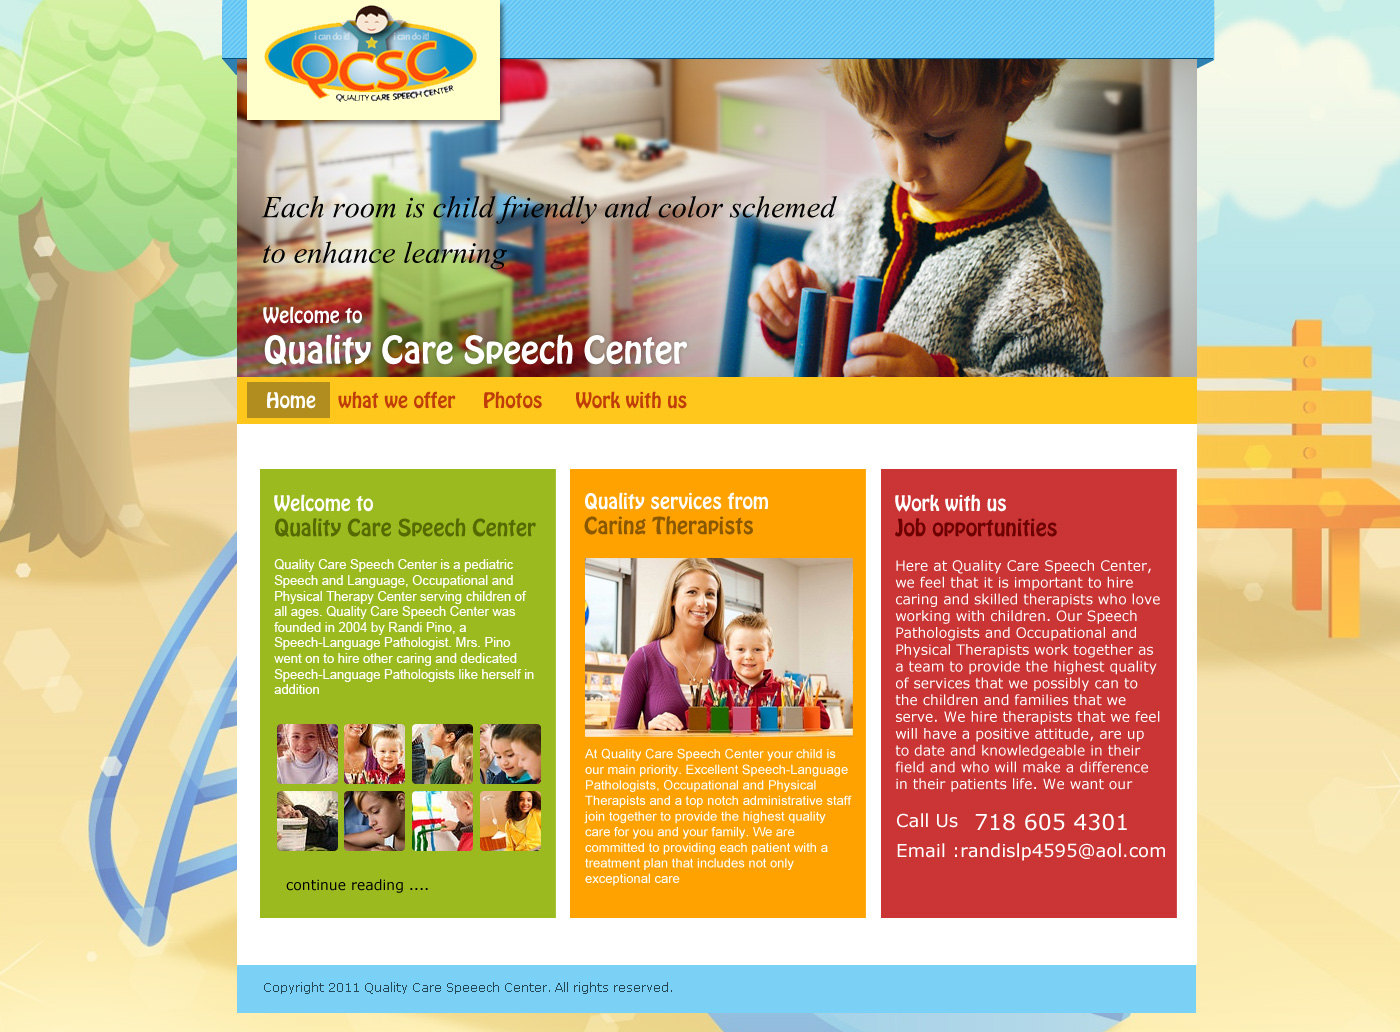 i can do it! i can do it!
QCSC
QUALITY CARE SPEECH CENTER
Each room is child friendly and color schemed
to enhance learning
Welcome to
Quality Care Speech Center
Home what we offer Photos Work with us
Welcome to
Quality Care Speech Center
Quality Care Speech Center is a pediatric
Speech and Language, Occupational and
Physical Therapy Center serving children of
all ages. Quality Care Speech Center was
founded in 2004 by Randi Pino, a
Speech-Language Pathologist. Mrs. Pino
went on to hire other caring and dedicated
Speech-Language Pathologists like herself in
addition
continue reading ....
Quality services from
Caring Therapists
At Quality Care Speech Center your child is
our main priority. Excellent Speech-Language
Pathologists, Occupational and Physical
Therapists and a top notch administrative staff
join together to provide the highest quality
care for you and your family. We are
committed to providing each patient with a
treatment plan that includes not only
exceptional care
Work with us
Job opportunities
Here at Quality Care Speech Center,
we feel that it is important to hire
caring and skilled therapists who love
working with children. Our Speech
Pathologists and Occupational and
Physical Therapists work together as
a team to provide the highest quality
of services that we possibly can to
the children and families that we
serve. We hire therapists that we feel
will have a positive attitude, are up
to date and knowledgeable in their
field and who will make a difference
in their patients life. We want our
Call Us 718 605 4301
Email :randislp4595@aol.com
Copyright 2011 Quality Care Speeech Center. All rights reserved.